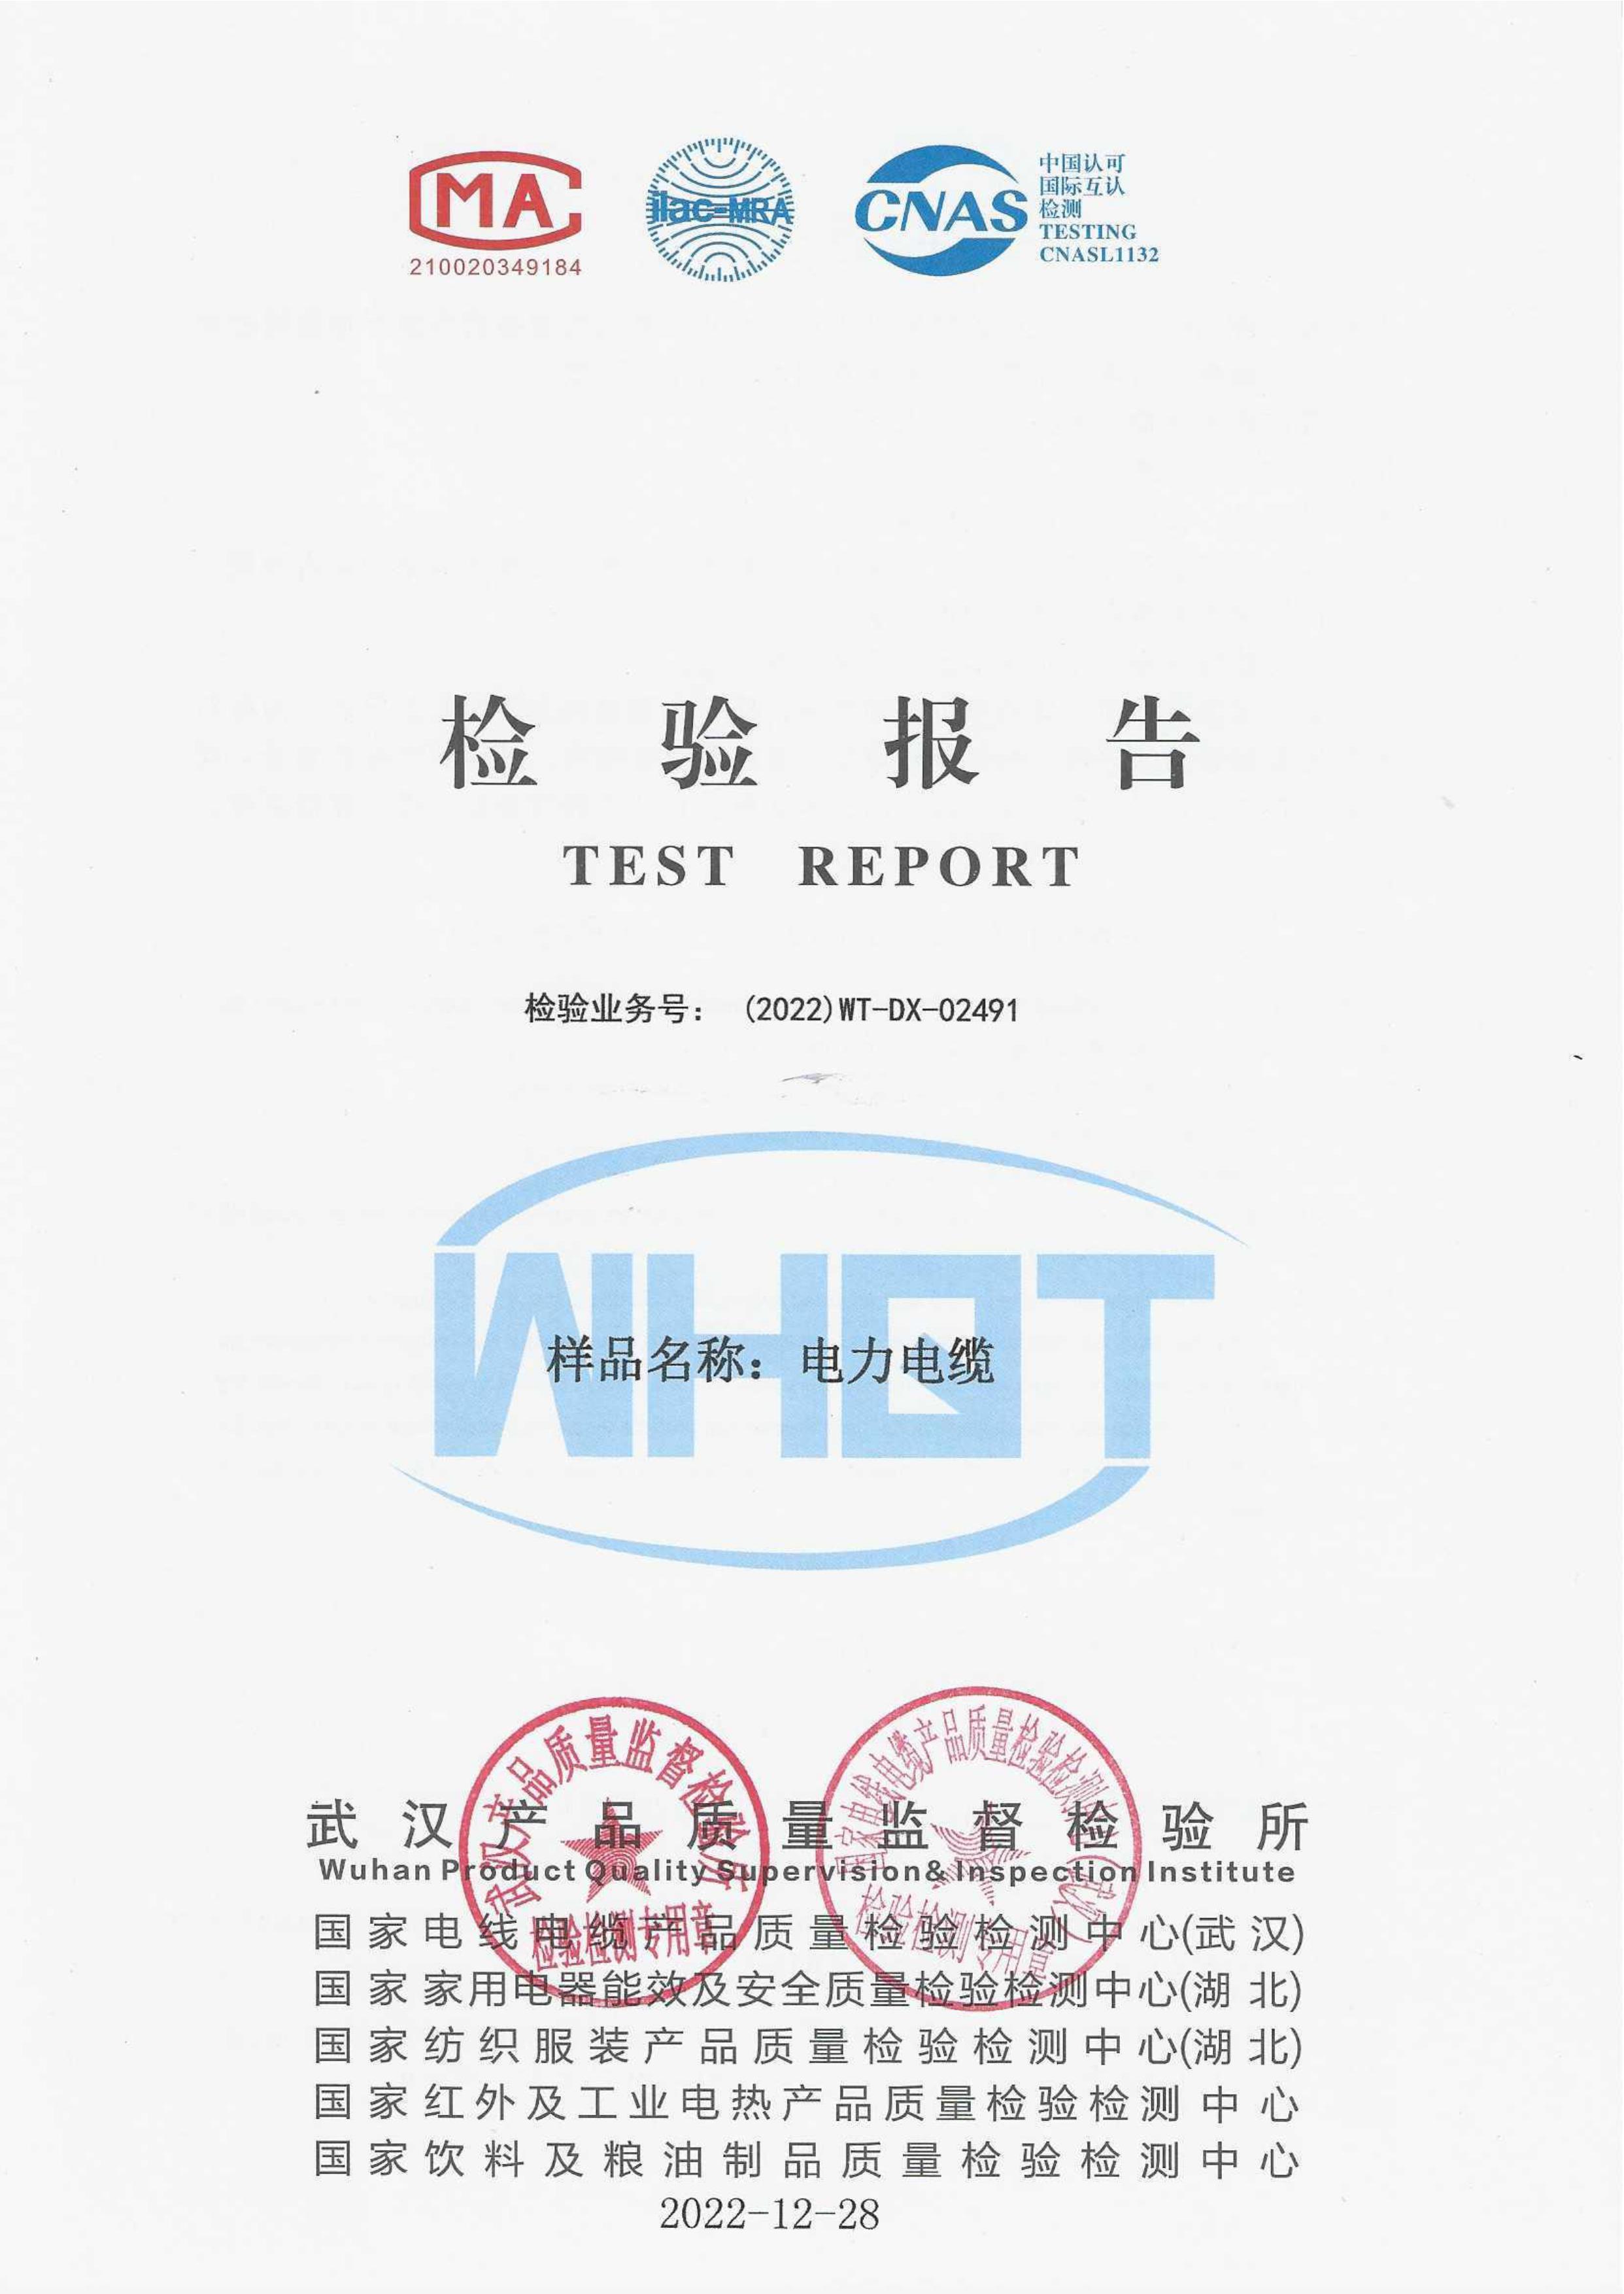 MA
210020349184
ilac-MRA
CNAS
中国认可
国际互认
检测
TESTING
CNASL1132
检验报告
TEST REPORT
检验业务号： (2022)WT-DX-02491
WHQT
样品名称：电力电缆
武汉产品质量监督检验所
Wuhan Product Quality Supervision& Inspection Institute
国家电线电缆产品质量检验检测中心(武汉)
国家家用电器能效及安全质量检验检测中心(湖北)
国家纺织服装产品质量检验检测中心(湖北)
国家红外及工业电热产品质量检验检测中心
国家饮料及粮油制品质量检验检测中心
2022-12-28
武汉产品质量监督检验所
检验检测专用章
国家电线电缆产品质量检验检测中心(武汉)
检验检测专用章